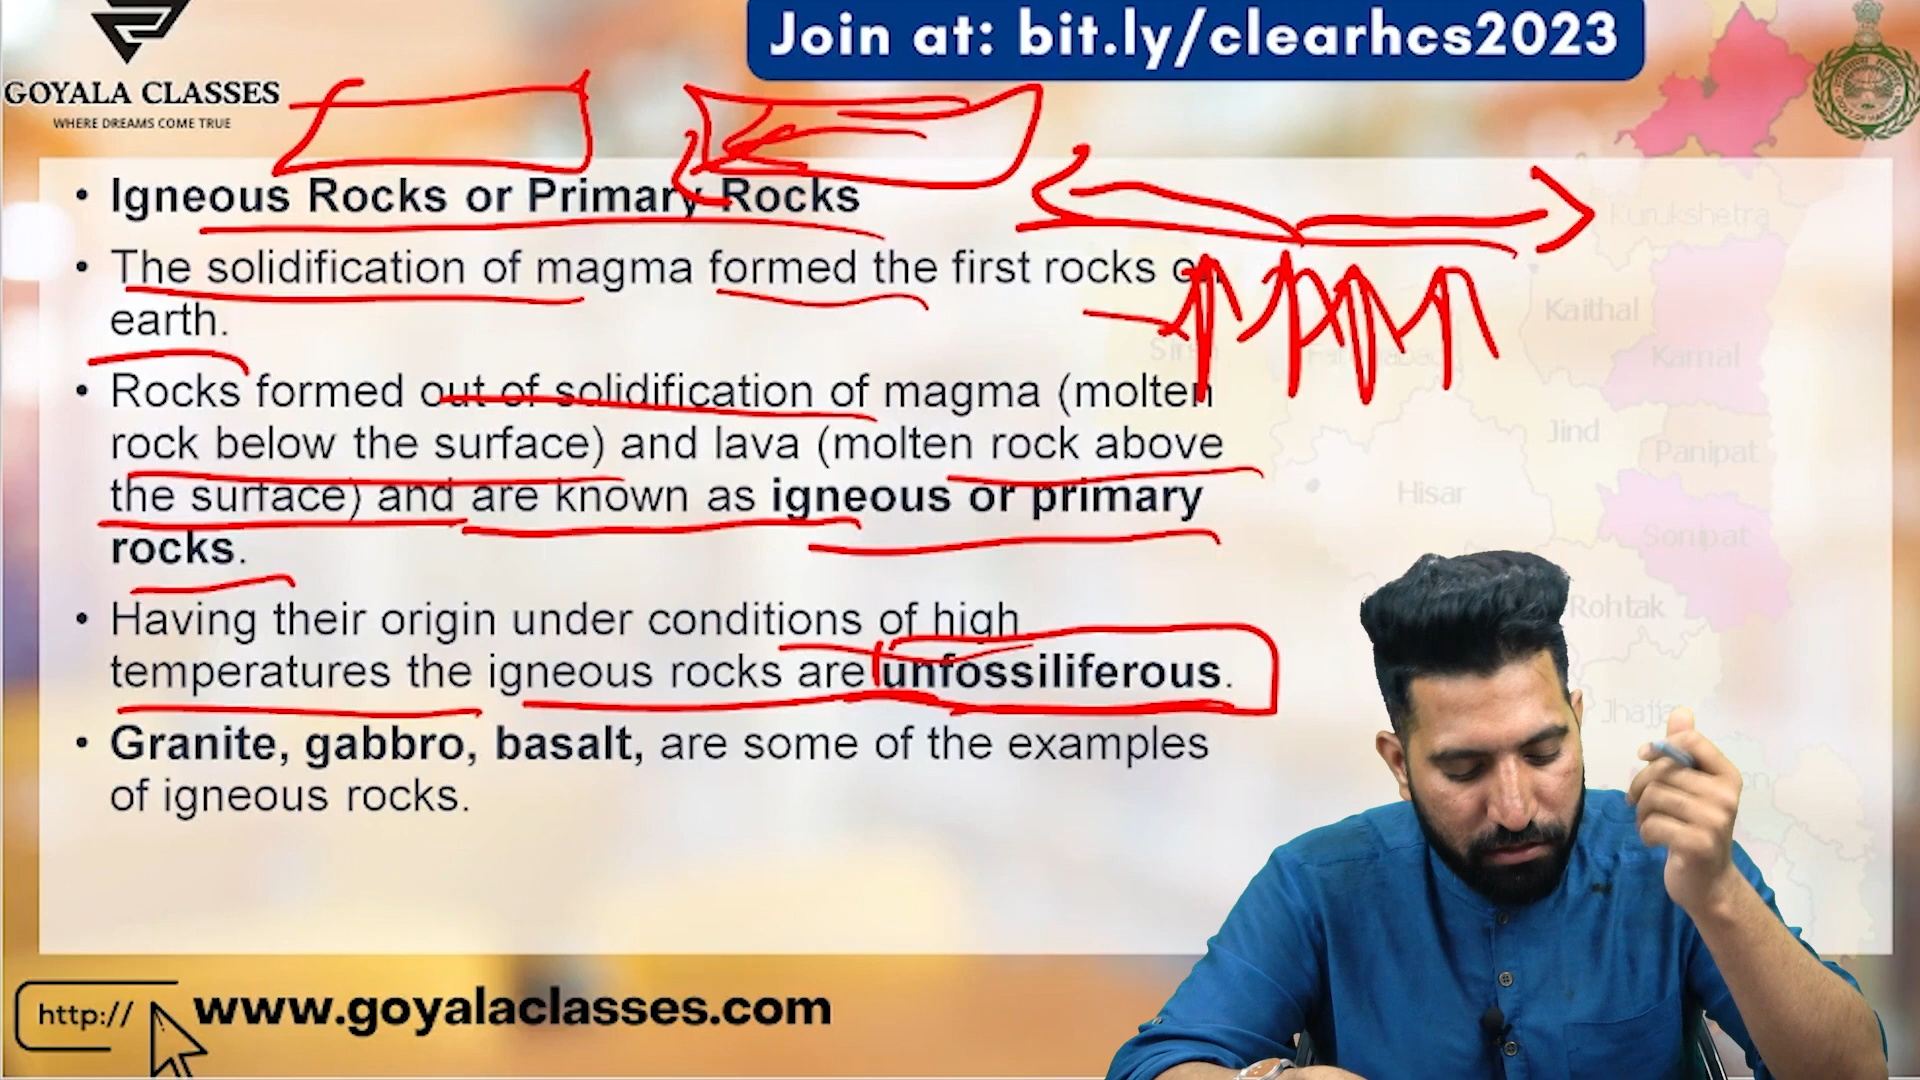 Join at: bit.ly/clearhcs2023
GOYALA CLASSES
WHERE DREAMS COME TRUE
• Igneous Rocks or Primary Rocks
• The solidification of magma formed the first rocks on
earth.
• Rocks formed out of solidification of magma (molten
rock below the surface) and lava (molten rock above
the surface) and are known as igneous or primary
rocks.
• Having their origin under conditions of high
temperatures the igneous rocks are unfossiliferous.
• Granite, gabbro, basalt, are some of the examples
of igneous rocks.
Kurukshetra
Kaithal
Karnal
Jind
Panipat
Hisar
Sonipat
Rohtak
http://
www.goyalaclasses.com